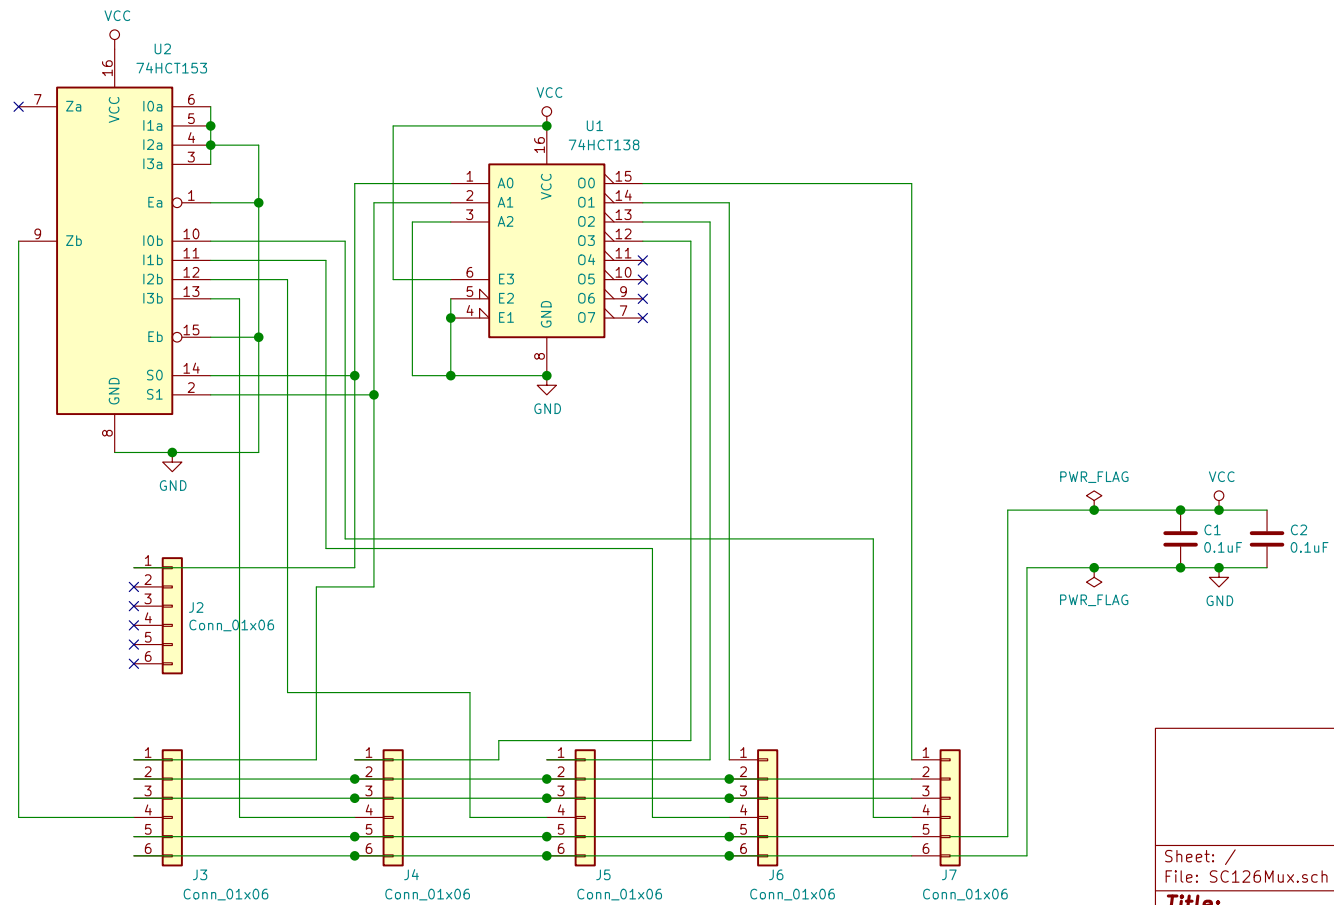 VCC
U2
74HCT153
16
VCC
7 Za I0a 6
I1a 5
I2a 4
I3a 3
Ea 1
9 Zb I0b 10
I1b 11
I2b 12
I3b 13
Eb 15
S0 14
S1 2
GND
8
GND
VCC
U1
74HCT138
16
VCC
1 A0 O0 15
2 A1 O1 14
3 A2 O2 13
O3 12
O4 11
6 E3 O5 10
5 E2 O6 9
4 E1 O7 7
GND
8
GND
PWR_FLAG
VCC
C1
0.1uF
C2
0.1uF
PWR_FLAG
GND
1
2
3
4
5
6
J2
Conn_01x06
1
2
3
4
5
6
J3
Conn_01x06
1
2
3
4
5
6
J4
Conn_01x06
1
2
3
4
5
6
J5
Conn_01x06
1
2
3
4
5
6
J6
Conn_01x06
1
2
3
4
5
6
J7
Conn_01x06
Sheet: /
File: SC126Mux.sch
Title: